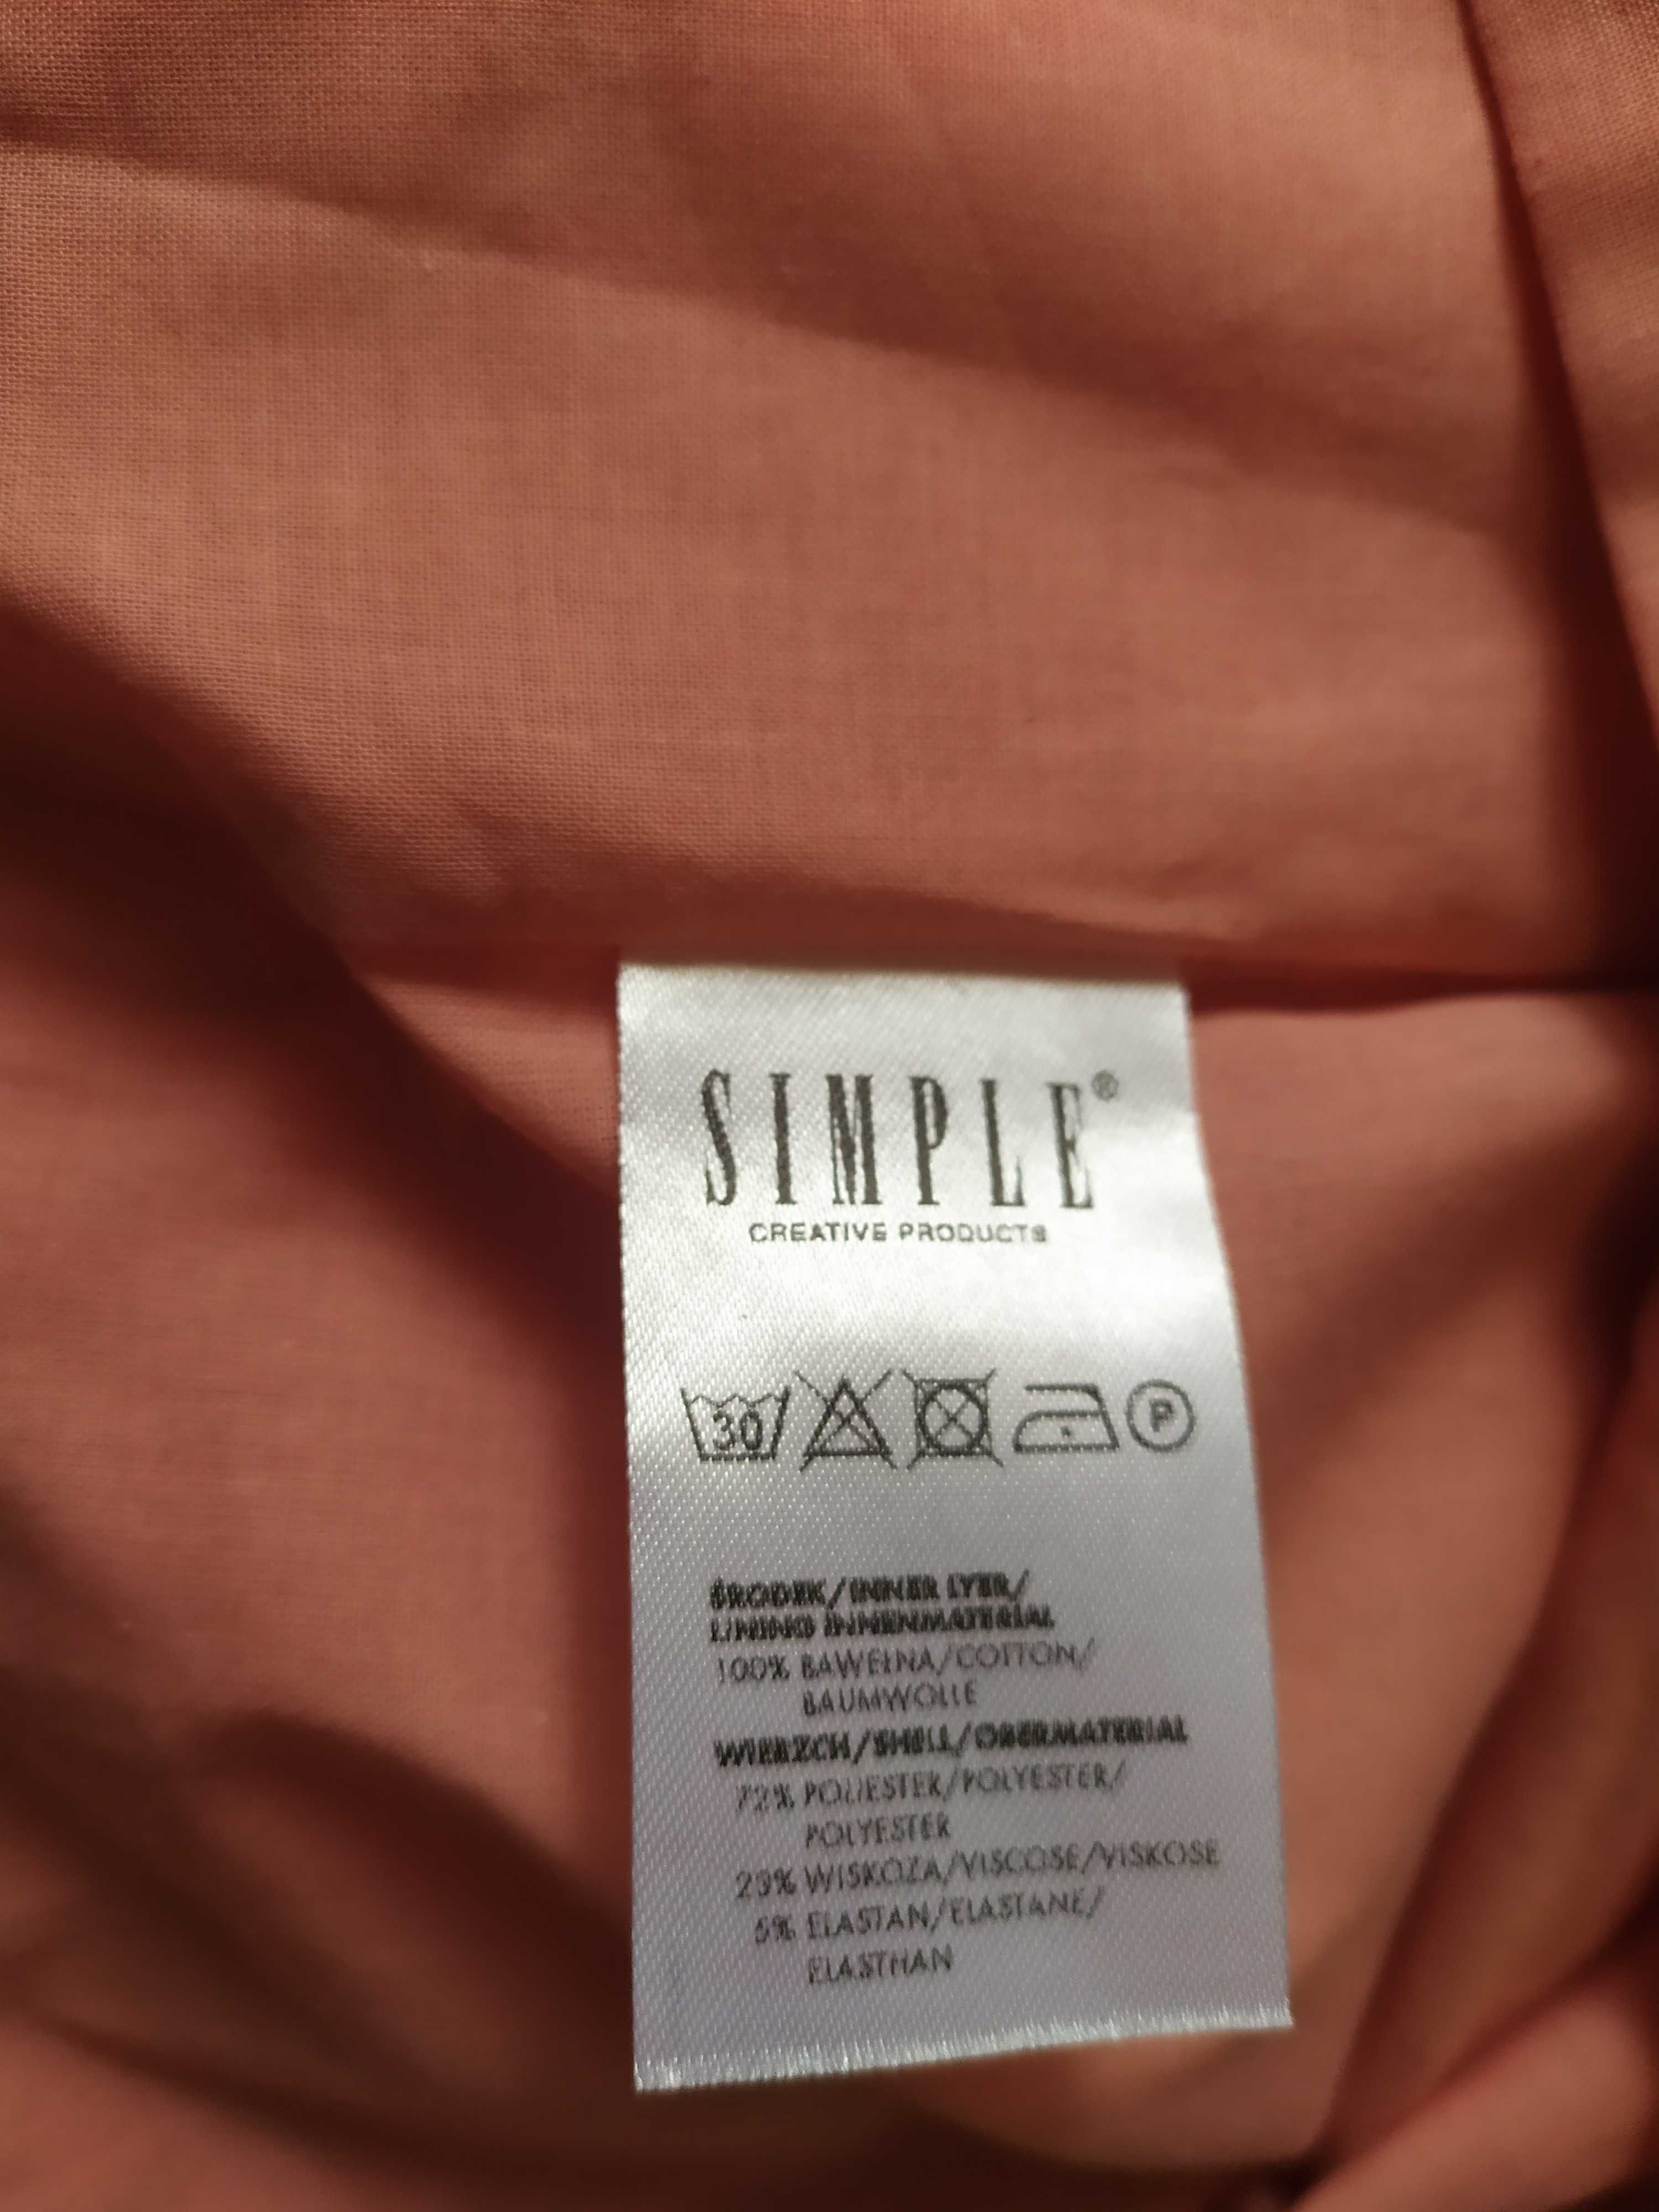 SIMPLE®
CREATIVE PRODUCTS
30 P
ŚRODEK/INNER LYER/
LINING INNENMATERIAL
100% BAWEŁNA/COTTON/
BAUMWOLLE
WIERZCH/SHELL/OBERMATERIAL
72% POLIESTER/POLYESTER/
POLYESTER
23% WISKOZA/VISCOSE/VISKOSE
5% ELASTAN/ELASTANE/
ELASTHAN